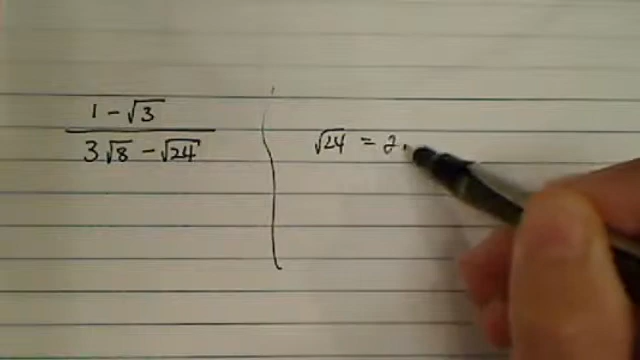 1 - √3
3√8 - √24
√24 = 2